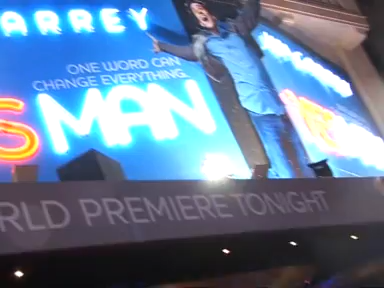 ARREY
ONE WORD CAN
CHANGE EVERYTHING.
S MAN
RLD PREMIERE TONIGHT